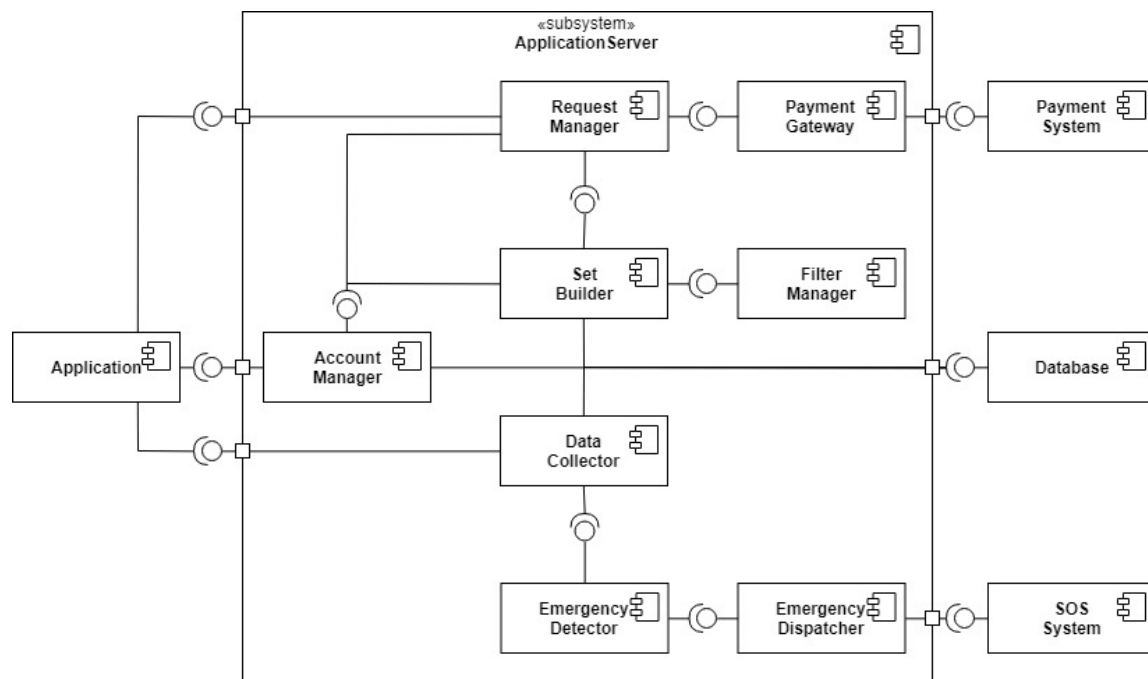 «subsystem»
ApplicationServer
Request
Manager
Payment
Gateway
Payment
System
Set
Builder
Filter
Manager
Application
Account
Manager
Database
Data
Collector
Emergency
Detector
Emergency
Dispatcher
SOS
System